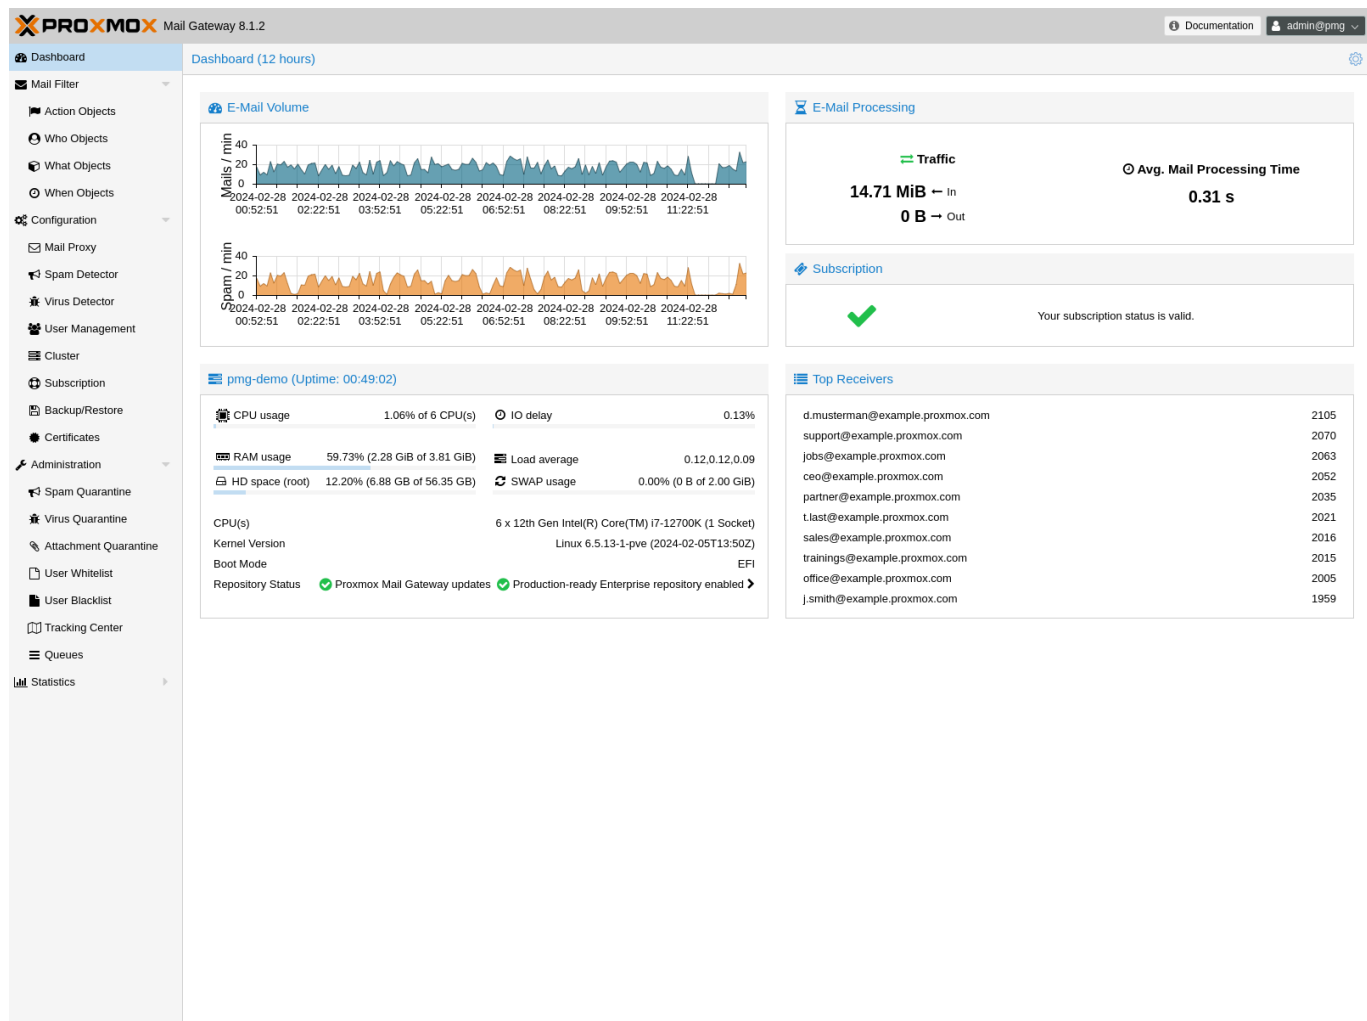 PROXMOX Mail Gateway 8.1.2
Documentation
admin@pmg
Dashboard
Mail Filter
Action Objects
Who Objects
What Objects
When Objects
Configuration
Mail Proxy
Spam Detector
Virus Detector
User Management
Cluster
Subscription
Backup/Restore
Certificates
Administration
Spam Quarantine
Virus Quarantine
Attachment Quarantine
User Whitelist
User Blacklist
Tracking Center
Queues
Statistics
Dashboard (12 hours)
E-Mail Volume
Mails / min
40
20
0
2024-02-28 2024-02-28 2024-02-28 2024-02-28 2024-02-28 2024-02-28 2024-02-28 2024-02-28
00:52:51 02:22:51 03:52:51 05:22:51 06:52:51 08:22:51 09:52:51 11:22:51
Spam / min
40
20
0
2024-02-28 2024-02-28 2024-02-28 2024-02-28 2024-02-28 2024-02-28 2024-02-28 2024-02-28
00:52:51 02:22:51 03:52:51 05:22:51 06:52:51 08:22:51 09:52:51 11:22:51
E-Mail Processing
Traffic
14.71 MiB In
0 B Out
Avg. Mail Processing Time
0.31 s
Subscription
Your subscription status is valid.
pmg-demo (Uptime: 00:49:02)
CPU usage 1.06% of 6 CPU(s)
IO delay 0.13%
RAM usage 59.73% (2.28 GiB of 3.81 GiB)
Load average 0.12,0.12,0.09
HD space (root) 12.20% (6.88 GB of 56.35 GB)
SWAP usage 0.00% (0 B of 2.00 GiB)
CPU(s) 6 x 12th Gen Intel(R) Core(TM) i7-12700K (1 Socket)
Kernel Version Linux 6.5.13-1-pve (2024-02-05T13:50Z)
Boot Mode EFI
Repository Status Proxmox Mail Gateway updates Production-ready Enterprise repository enabled
Top Receivers
d.musterman@example.proxmox.com 2105
support@example.proxmox.com 2070
jobs@example.proxmox.com 2063
ceo@example.proxmox.com 2052
partner@example.proxmox.com 2035
t.last@example.proxmox.com 2021
sales@example.proxmox.com 2016
trainings@example.proxmox.com 2015
office@example.proxmox.com 2005
j.smith@example.proxmox.com 1959